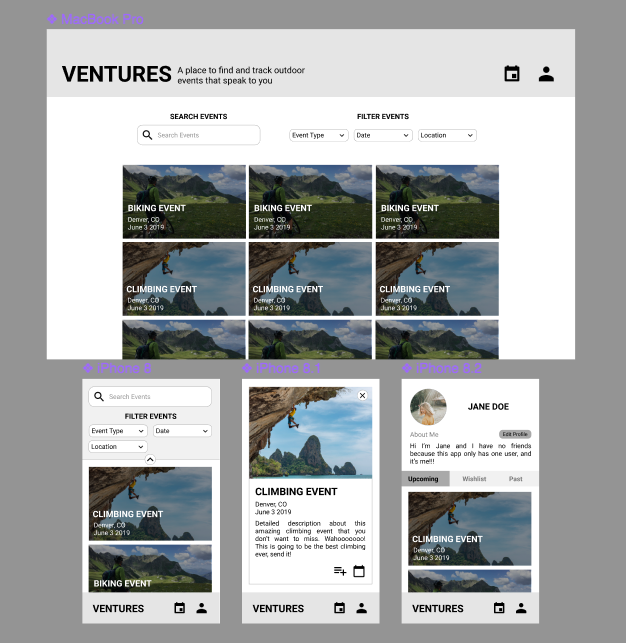 MacBook Pro
VENTURES
A place to find and track outdoor
events that speak to you
SEARCH EVENTS
FILTER EVENTS
Search Events
Event Type
Date
Location
BIKING EVENT
Denver, CO
June 3 2019
BIKING EVENT
Denver, CO
June 3 2019
BIKING EVENT
Denver, CO
June 3 2019
CLIMBING EVENT
Denver, CO
June 3 2019
CLIMBING EVENT
Denver, CO
June 3 2019
CLIMBING EVENT
Denver, CO
June 3 2019
iPhone 8
Search Events
FILTER EVENTS
Event Type
Date
Location
CLIMBING EVENT
Denver, CO
June 3 2019
BIKING EVENT
VENTURES
iPhone 8.1
CLIMBING EVENT
Denver, CO
June 3 2019
Detailed description about this
amazing climbing event that you
don't want to miss. Wahooooooo!
This is going to be the best climbing
ever, send it!
VENTURES
iPhone 8.2
JANE DOE
About Me
Edit Profile
Hi I'm Jane and I have no friends
because this app only has one user, and
it's me!!!
Upcoming
Wishlist
Past
CLIMBING EVENT
Denver, CO
June 3 2019
VENTURES